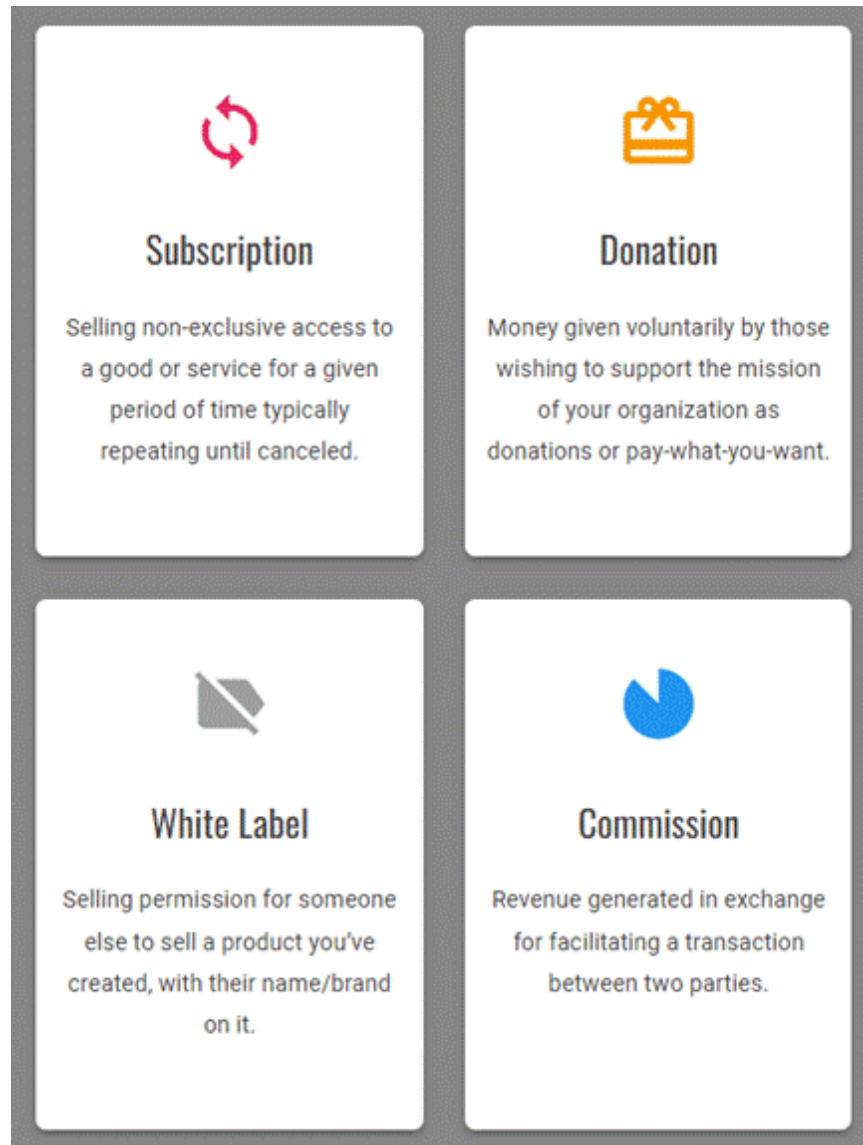 Subscription
Selling non-exclusive access to
a good or service for a given
period of time typically
repeating until canceled.
Donation
Money given voluntarily by those
wishing to support the mission
of your organization as
donations or pay-what-you-want.
White Label
Selling permission for someone
else to sell a product you’ve
created, with their name/brand
on it.
Commission
Revenue generated in exchange
for facilitating a transaction
between two parties.